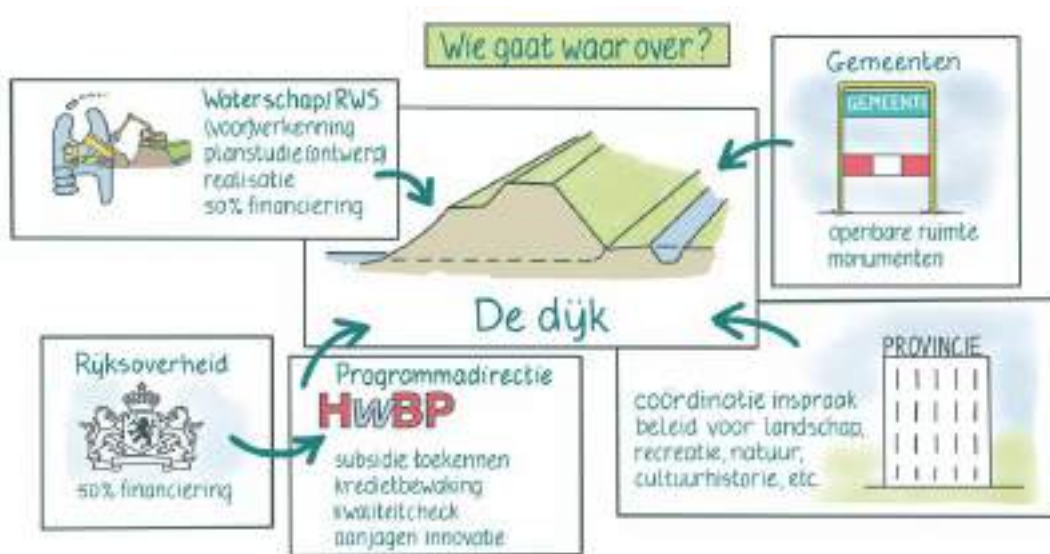 Wie gaat waar over?
Waterschap/RWS
(voor)verkenning
planstudie (ontwerp)
realisatie
50% financiering
Gemeenten
GEMEENTE
openbare ruimte
monumenten
De dijk
Rijksoverheid
50% financiering
Programmadirectie
HWBP
subsidie toekennen
kredietbewaking
kwaliteitcheck
aanjagen innovatie
PROVINCIE
coördinatie inspraak
beleid voor landschap,
recreatie, natuur,
cultuurhistorie, etc.